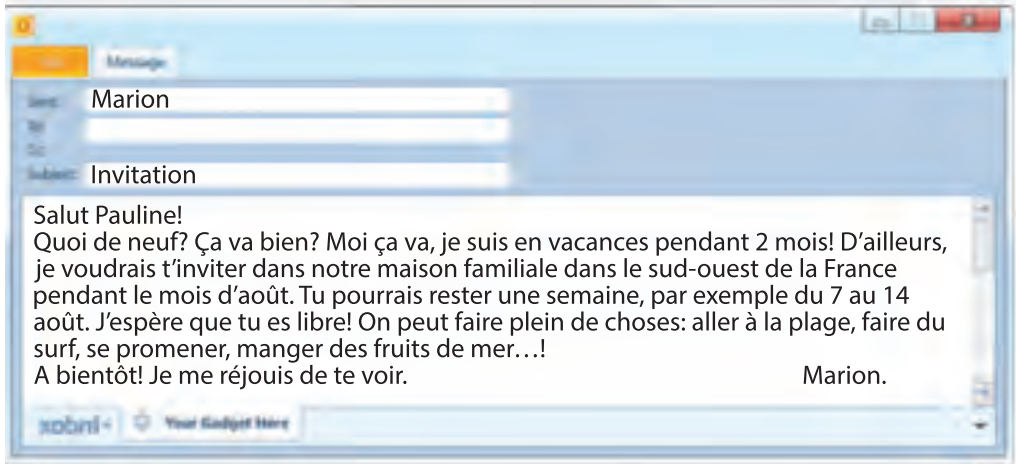 Message
Sent: Marion
To:
Cc:
Subject: Invitation
Salut Pauline!
Quoi de neuf? Ça va bien? Moi ça va, je suis en vacances pendant 2 mois! D'ailleurs,
je voudrais t'inviter dans notre maison familiale dans le sud-ouest de la France
pendant le mois d'août. Tu pourrais rester une semaine, par exemple du 7 au 14
août. J'espère que tu es libre! On peut faire plein de choses: aller à la plage, faire du
surf, se promener, manger des fruits de mer…!
A bientôt! Je me réjouis de te voir. Marion.
Your Gadget Here